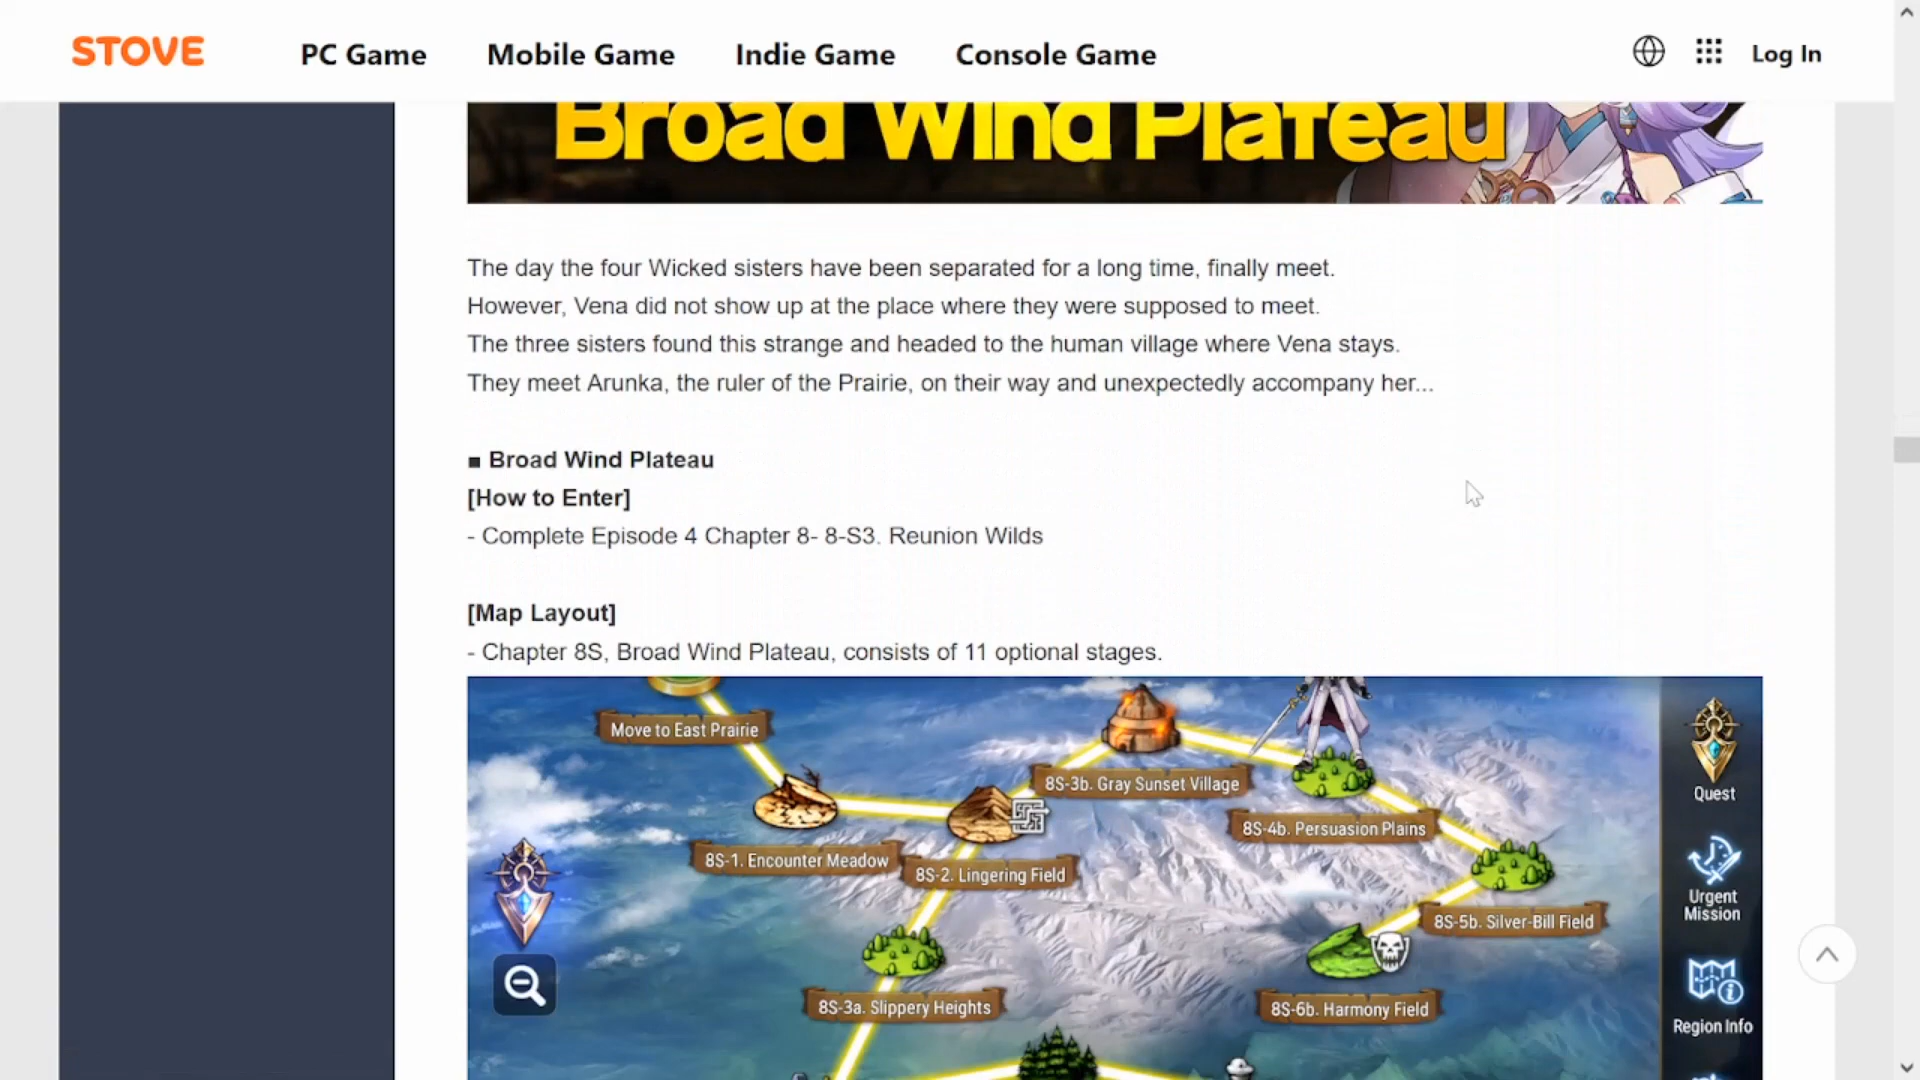 STOVE
PC Game
Mobile Game
Indie Game
Console Game
Log In
Broad Wind Plateau
The day the four Wicked sisters have been separated for a long time, finally meet.
However, Vena did not show up at the place where they were supposed to meet.
The three sisters found this strange and headed to the human village where Vena stays.
They meet Arunka, the ruler of the Prairie, on their way and unexpectedly accompany her...
■ Broad Wind Plateau
[How to Enter]
- Complete Episode 4 Chapter 8- 8-S3. Reunion Wilds
[Map Layout]
- Chapter 8S, Broad Wind Plateau, consists of 11 optional stages.
Move to East Prairie
8S-3b. Gray Sunset Village
Quest
8S-4b. Persuasion Plains
8S-1. Encounter Meadow
8S-2. Lingering Field
Urgent
Mission
8S-5b. Silver-Bill Field
8S-3a. Slippery Heights
8S-6b. Harmony Field
Region Info